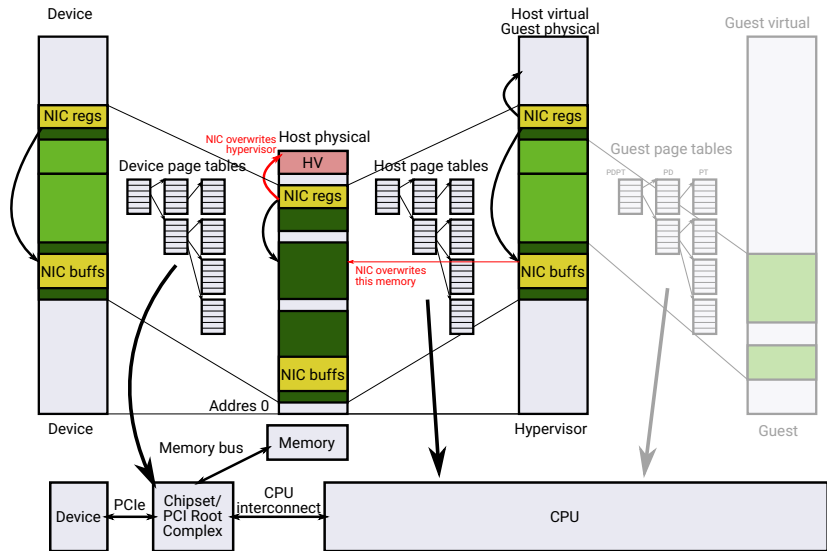 Device
Host virtual
Guest physical
Guest virtual
NIC regs
NIC regs
Host physical
NIC overwrites
hypervisor
HV
Device page tables
Host page tables
Guest page tables
PDPT
PD
PT
NIC regs
NIC buffs
NIC overwrites
this memory
NIC buffs
NIC buffs
Addres 0
Device
Hypervisor
Guest
Memory bus
Memory
Device
PCIe
Chipset/
PCI Root
Complex
CPU
interconnect
CPU